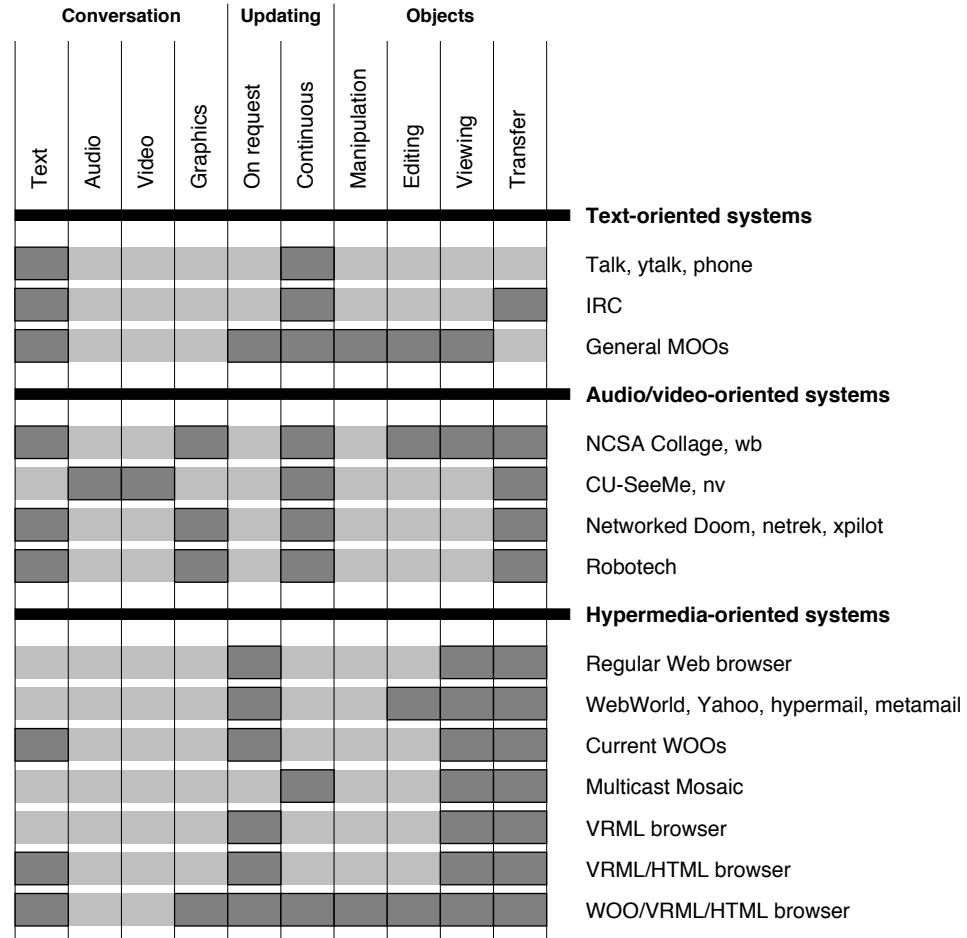 Conversation Updating Objects
Text
Audio
Video
Graphics
On request
Continuous
Manipulation
Editing
Viewing
Transfer
Text-oriented systems
Talk, ytalk, phone
IRC
General MOOs
Audio/video-oriented systems
NCSA Collage, wb
CU-SeeMe, nv
Networked Doom, netrek, xpilot
Robotech
Hypermedia-oriented systems
Regular Web browser
WebWorld, Yahoo, hypermail, metamail
Current WOOs
Multicast Mosaic
VRML browser
VRML/HTML browser
WOO/VRML/HTML browser